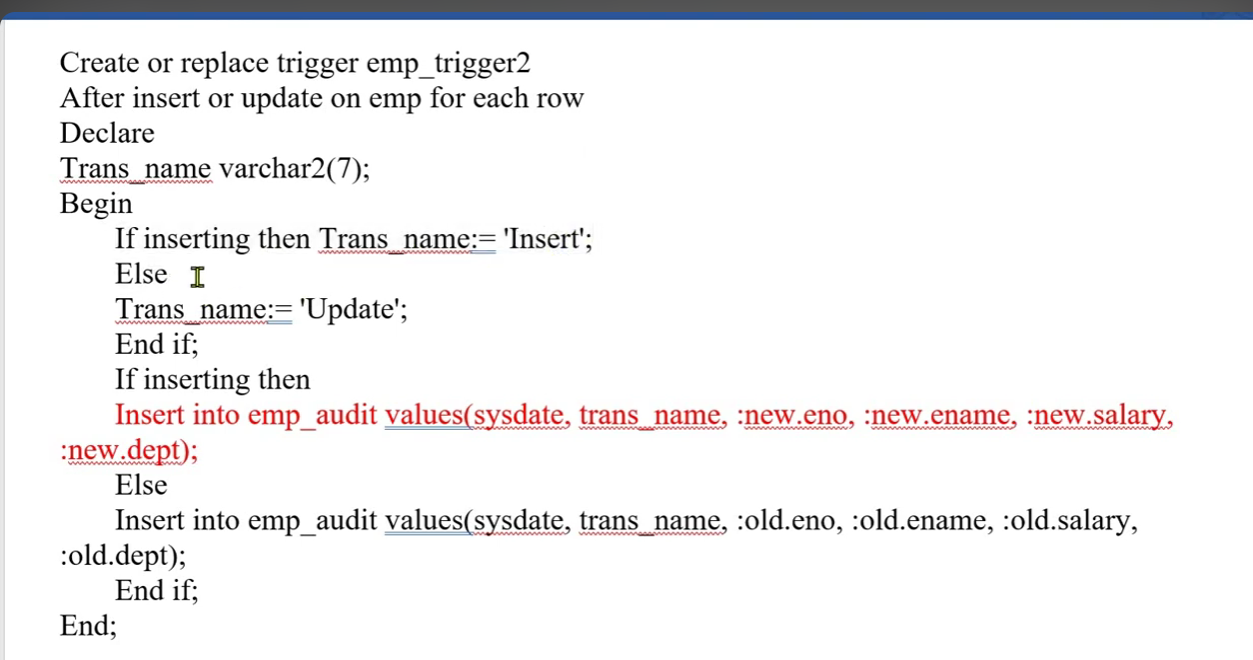 Create or replace trigger emp_trigger2
After insert or update on emp for each row
Declare
Trans_name varchar2(7);
Begin
If inserting then Trans_name:= 'Insert';
Else
Trans_name:= 'Update';
End if;
If inserting then
Insert into emp_audit values(sysdate, trans_name, :new.eno, :new.ename, :new.salary,
:new.dept);
Else
Insert into emp_audit values(sysdate, trans_name, :old.eno, :old.ename, :old.salary,
:old.dept);
End if;
End;